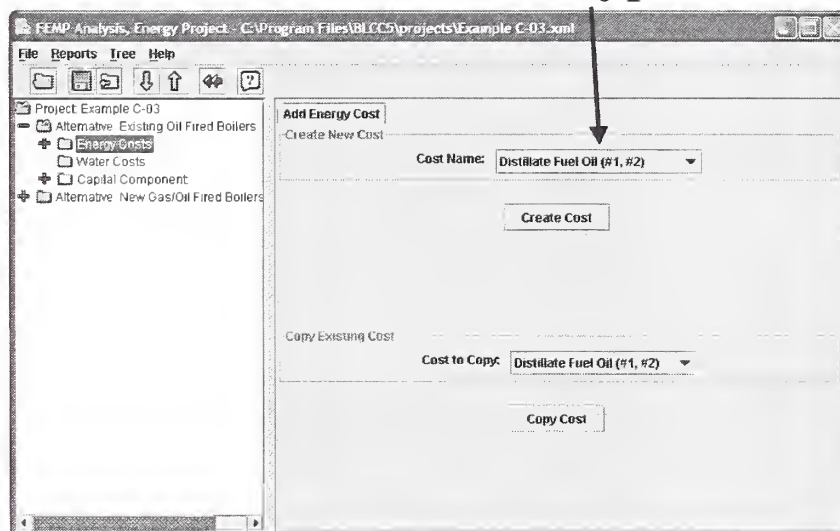 FEMP Analysis, Energy Project - C:\Program Files\BLCC5\projects\Example C-03.xml
File Reports Tree Help
Project: Example C-03
Alternative: Existing Oil Fired Boilers
Energy Costs
Water Costs
Capital Component
Alternative: New Gas/Oil Fired Boilers
Add Energy Cost
Create New Cost
Cost Name: Distillate Fuel Oil (#1, #2)
Create Cost
Copy Existing Cost
Cost to Copy: Distillate Fuel Oil (#1, #2)
Copy Cost